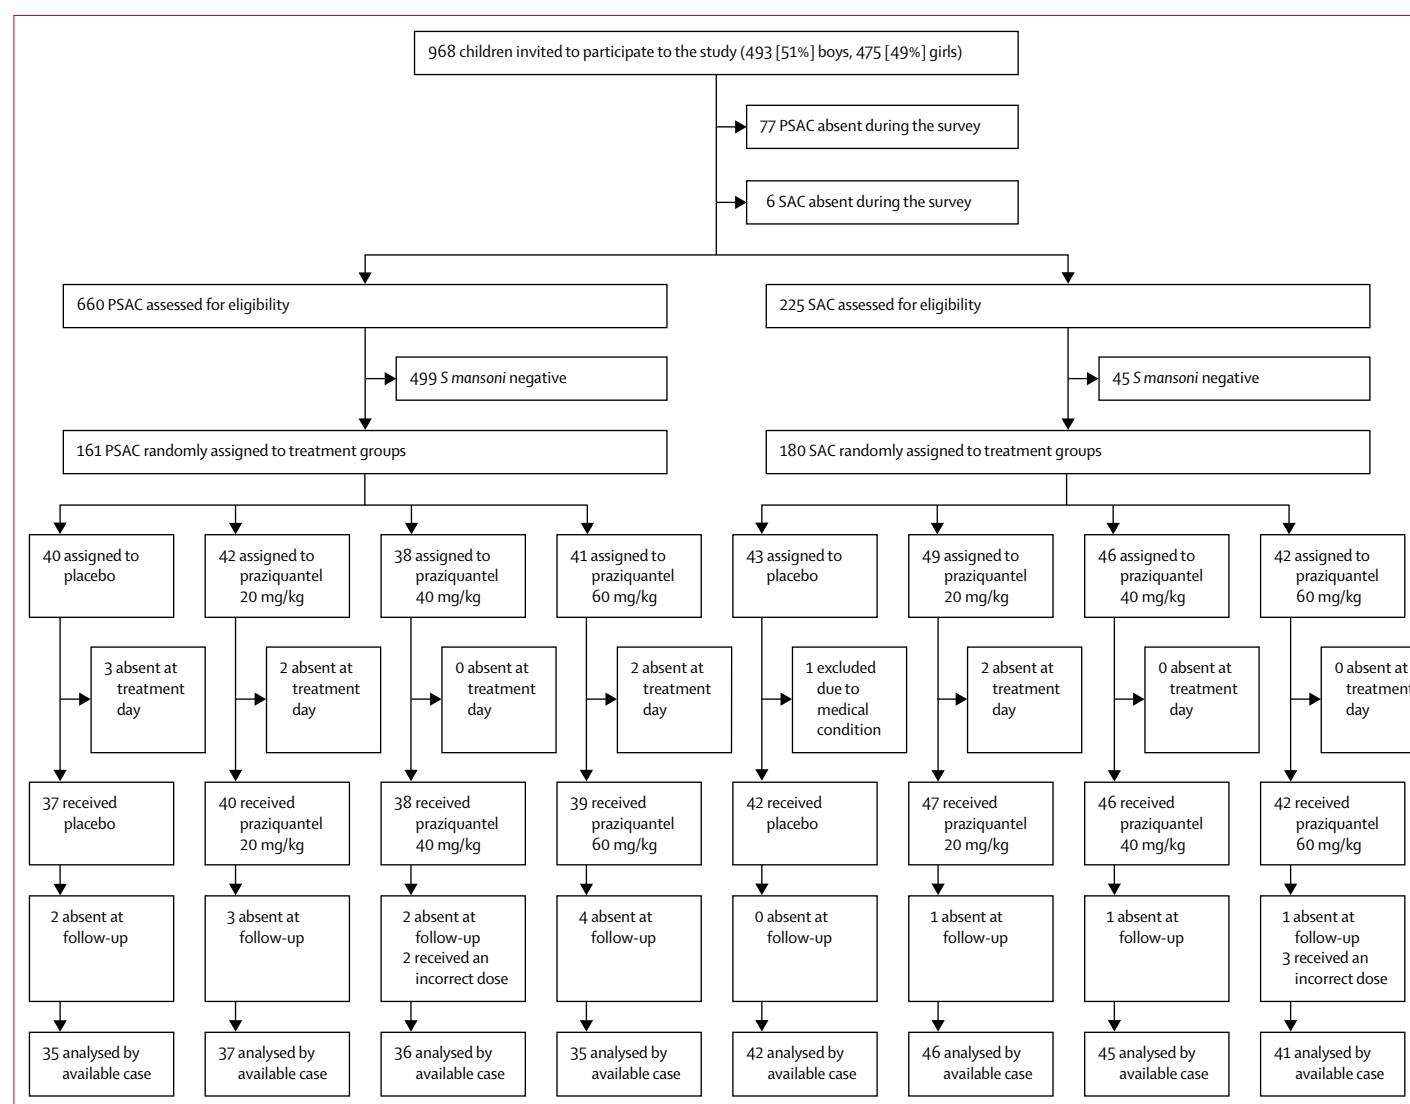 968 children invited to participate to the study (493 [51%] boys, 475 [49%] girls)
77 PSAC absent during the survey
6 SAC absent during the survey
660 PSAC assessed for eligibility
225 SAC assessed for eligibility
499 S mansoni negative
45 S mansoni negative
161 PSAC randomly assigned to treatment groups
180 SAC randomly assigned to treatment groups
40 assigned to
placebo
42 assigned to
praziquantel
20 mg/kg
38 assigned to
praziquantel
40 mg/kg
41 assigned to
praziquantel
60 mg/kg
43 assigned to
placebo
49 assigned to
praziquantel
20 mg/kg
46 assigned to
praziquantel
40 mg/kg
42 assigned to
praziquantel
60 mg/kg
3 absent at
treatment
day
2 absent at
treatment
day
0 absent at
treatment
day
2 absent at
treatment
day
1 excluded
due to
medical
condition
2 absent at
treatment
day
0 absent at
treatment
day
0 absent at
treatment
day
37 received
placebo
40 received
praziquantel
20 mg/kg
38 received
praziquantel
40 mg/kg
39 received
praziquantel
60 mg/kg
42 received
placebo
47 received
praziquantel
20 mg/kg
46 received
praziquantel
40 mg/kg
42 received
praziquantel
60 mg/kg
2 absent at
follow-up
3 absent at
follow-up
2 absent at
follow-up
2 received an
incorrect dose
4 absent at
follow-up
0 absent at
follow-up
1 absent at
follow-up
1 absent at
follow-up
1 absent at
follow-up
3 received an
incorrect dose
35 analysed by
available case
37 analysed by
available case
36 analysed by
available case
35 analysed by
available case
42 analysed by
available case
46 analysed by
available case
45 analysed by
available case
41 analysed by
available case